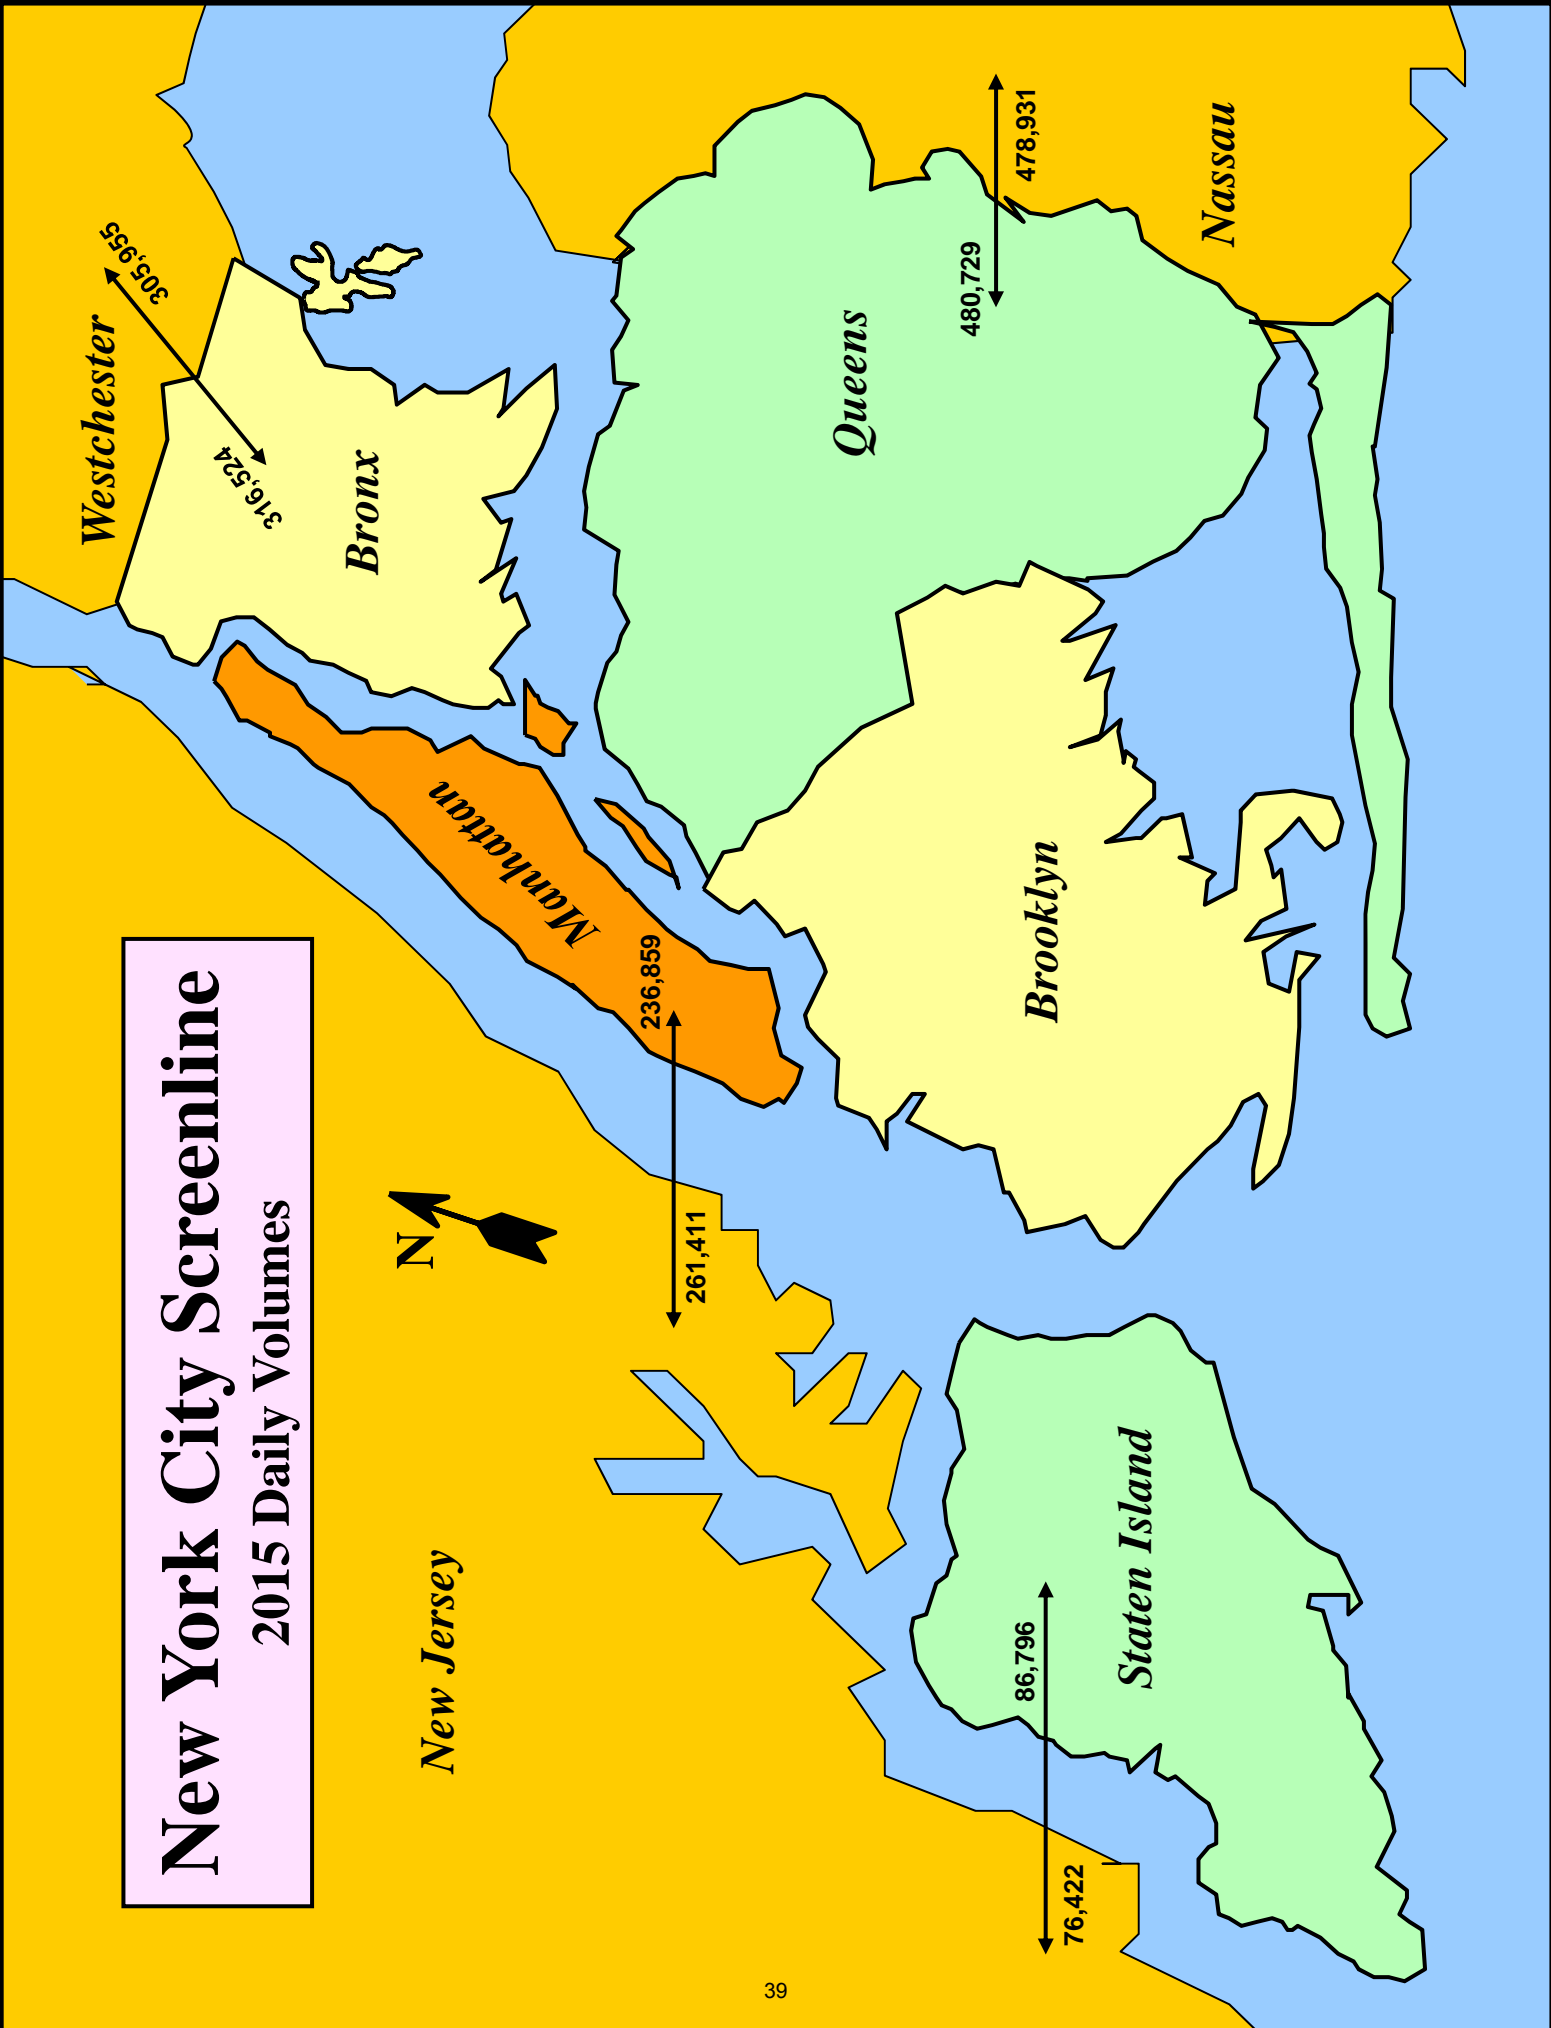 New York City Screenline
2015 Daily Volumes
N
New Jersey
Westchester
305,955
316,524
Bronx
Manhattan
236,859
261,411
Queens
480,729
478,931
Nassau
Brooklyn
Staten Island
86,796
76,422
39